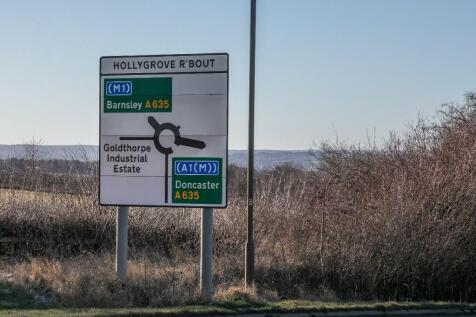 HOLLYGROVE R'BOUT
(M1)
Barnsley A635
Goldthorpe
Industrial
Estate
(A1(M))
Doncaster
A635